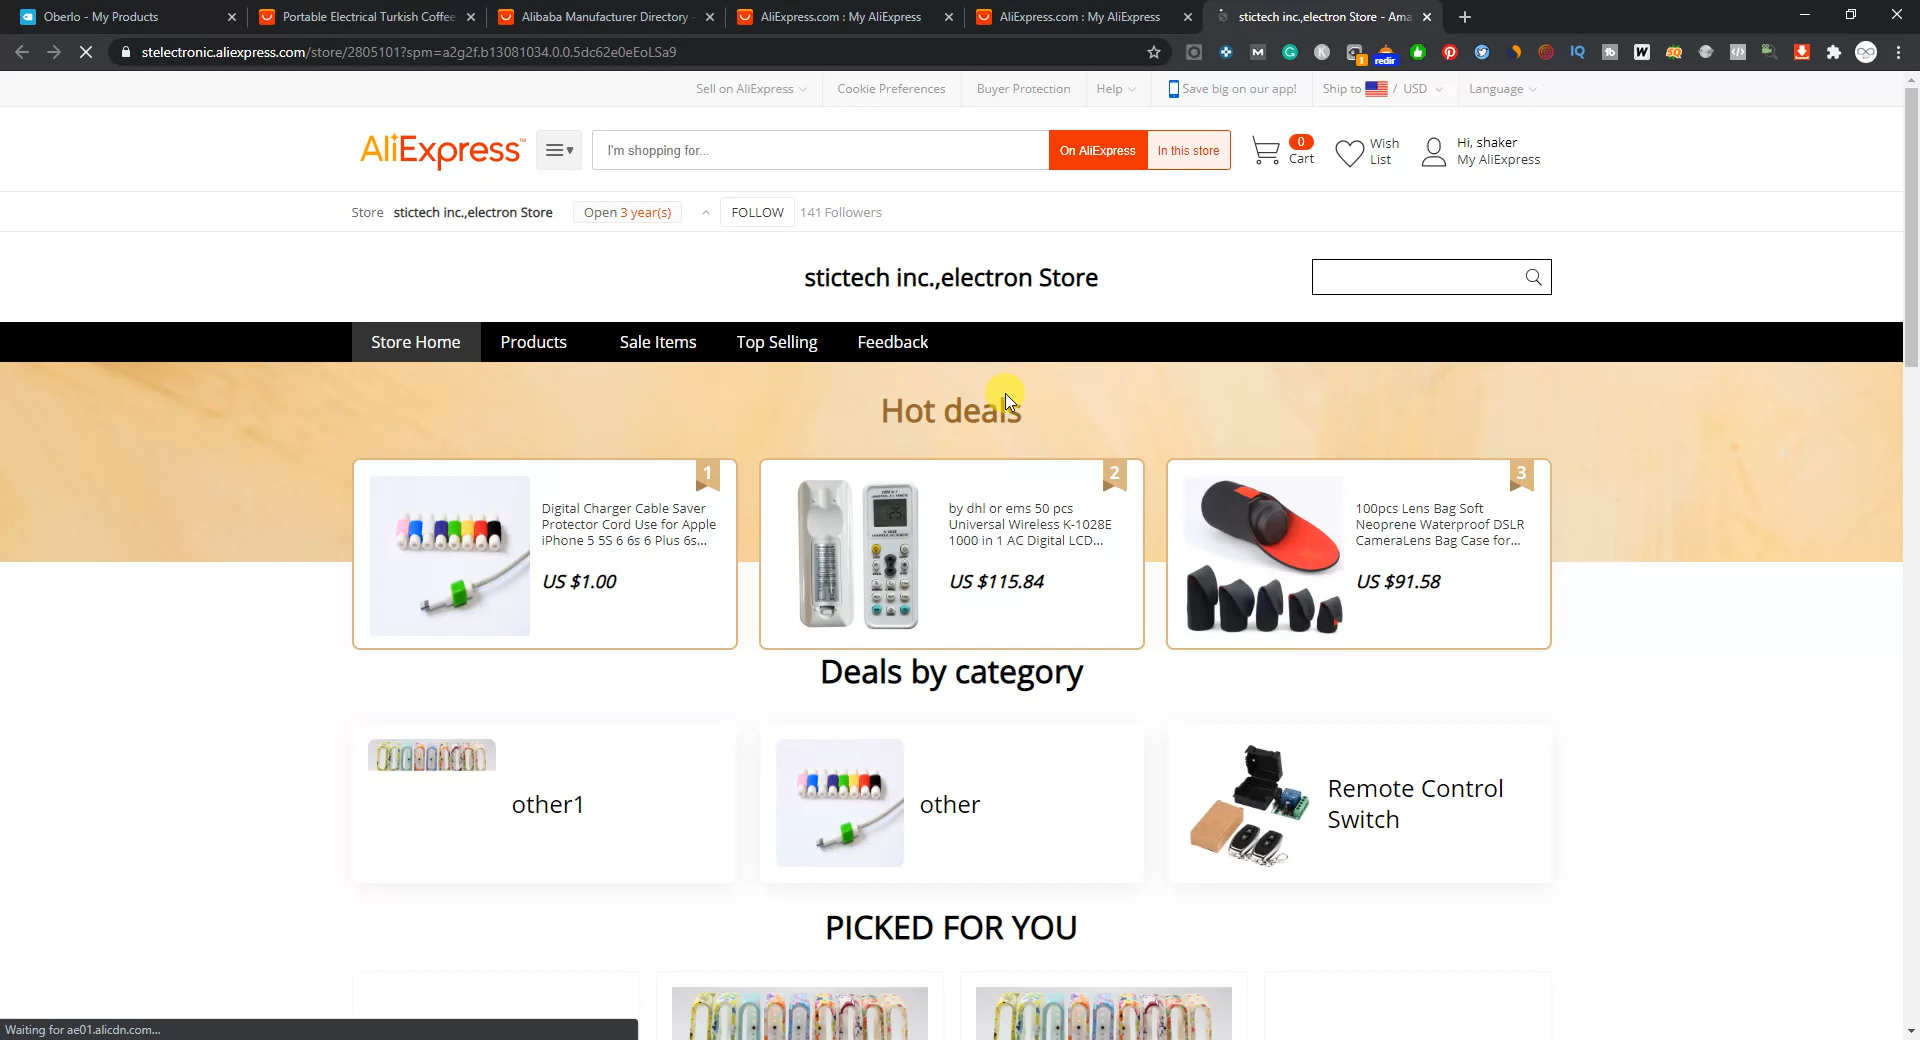 Oberlo - My Products
Portable Electrical Turkish Coffee
Alibaba Manufacturer Directory -
AliExpress.com : My AliExpress
AliExpress.com : My AliExpress
stictech inc.,electron Store - Ama
stelectronic.aliexpress.com/store/2805101?spm=a2g2f.b13081034.0.0.5dc62e0eEoLSa9
1
redir
Sell on AliExpress
Cookie Preferences
Buyer Protection
Help
Save big on our app!
Ship to / USD
Language
AliExpress™
I'm shopping for...
On AliExpress
In this store
0
Cart
Wish
List
Hi, shaker
My AliExpress
Store stictech inc.,electron Store
Open 3 year(s)
FOLLOW
141 Followers
stictech inc.,electron Store
Store Home
Products
Sale Items
Top Selling
Feedback
Hot deals
1
Digital Charger Cable Saver
Protector Cord Use for Apple
iPhone 5 5S 6 6s 6 Plus 6s...
US $1.00
2
by dhl or ems 50 pcs
Universal Wireless K-1028E
1000 in 1 AC Digital LCD...
US $115.84
3
100pcs Lens Bag Soft
Neoprene Waterproof DSLR
CameraLens Bag Case for...
US $91.58
Deals by category
other1
other
Remote Control
Switch
PICKED FOR YOU
Waiting for ae01.alicdn.com...